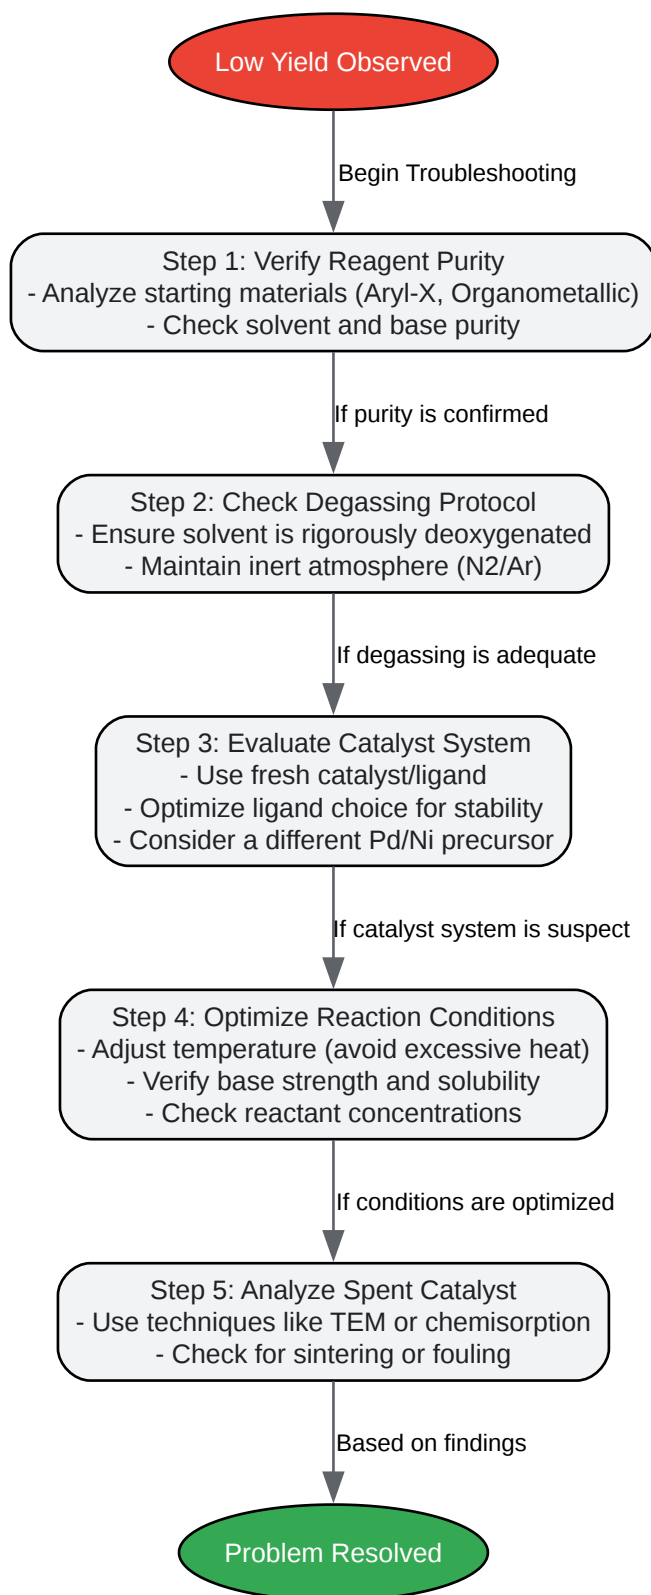 Low Yield Observed
Begin Troubleshooting
Step 1: Verify Reagent Purity
- Analyze starting materials (Aryl-X, Organometallic)
- Check solvent and base purity
If purity is confirmed
Step 2: Check Degassing Protocol
- Ensure solvent is rigorously deoxygenated
- Maintain inert atmosphere (N2/Ar)
If degassing is adequate
Step 3: Evaluate Catalyst System
- Use fresh catalyst/ligand
- Optimize ligand choice for stability
- Consider a different Pd/Ni precursor
If catalyst system is suspect
Step 4: Optimize Reaction Conditions
- Adjust temperature (avoid excessive heat)
- Verify base strength and solubility
- Check reactant concentrations
If conditions are optimized
Step 5: Analyze Spent Catalyst
- Use techniques like TEM or chemisorption
- Check for sintering or fouling
Based on findings
Problem Resolved